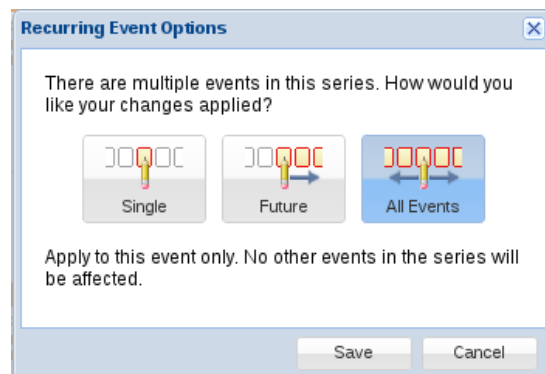 Recurring Event Options
There are multiple events in this series. How would you
like your changes applied?
Single
Future
All Events
Apply to this event only. No other events in the series will
be affected.
Save
Cancel